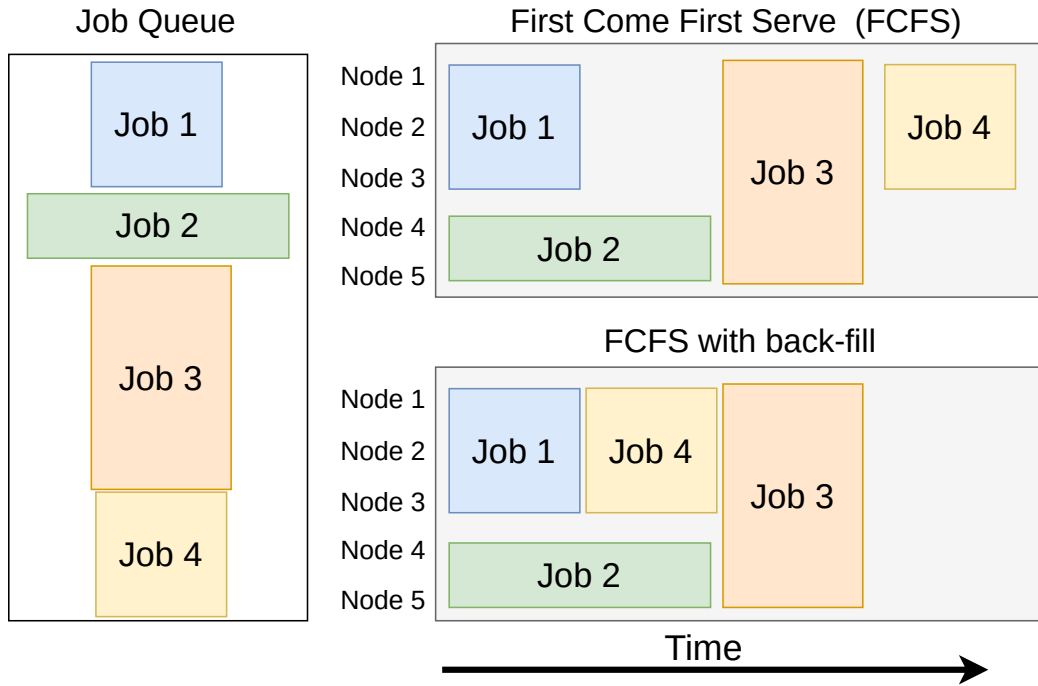 Job Queue
Job 1
Job 2
Job 3
Job 4
First Come First Serve  (FCFS)
Node 1
Node 2
Node 3
Node 4
Node 5
Job 1
Job 2
Job 3
Job 4
FCFS with back-fill
Node 1
Node 2
Node 3
Node 4
Node 5
Job 1
Job 4
Job 2
Job 3
Time